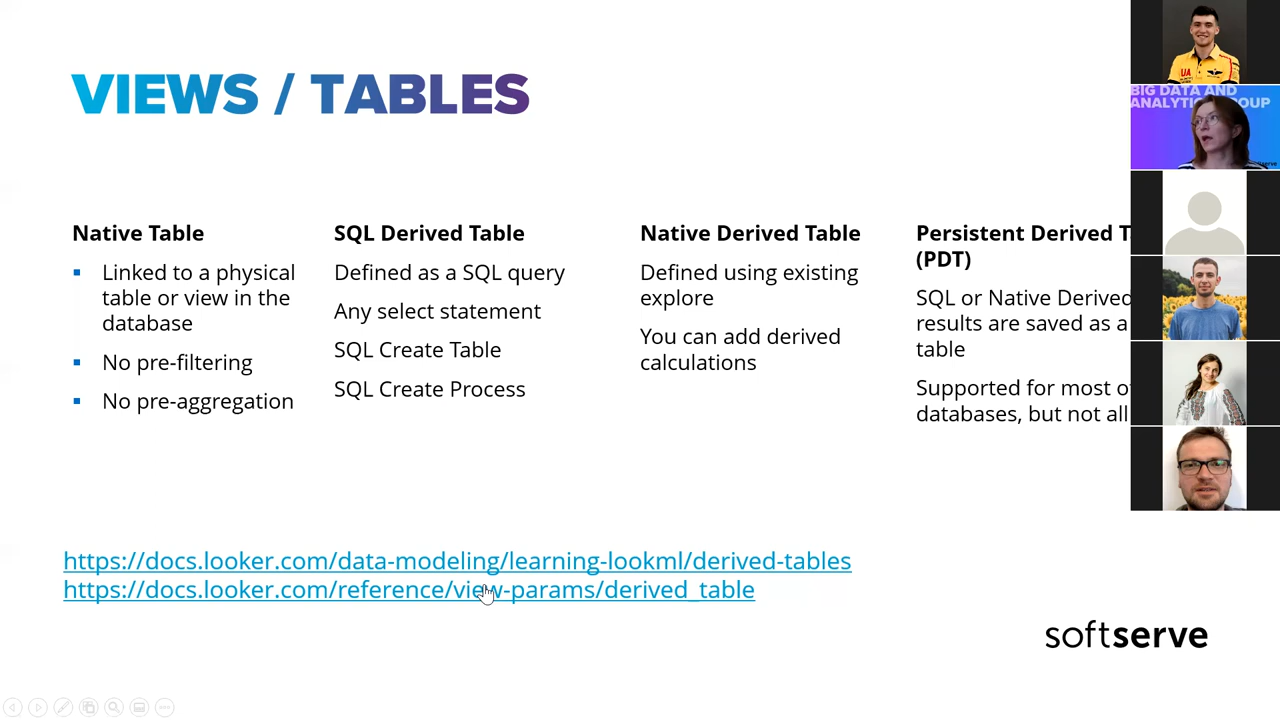 VIEWS / TABLES
Native Table
Linked to a physical
table or view in the
database
No pre-filtering
No pre-aggregation
SQL Derived Table
Defined as a SQL query
Any select statement
SQL Create Table
SQL Create Process
Native Derived Table
Defined using existing
explore
You can add derived
calculations
Persistent Derived
(PDT)
SQL or Native Derived
results are saved as a
table
Supported for most
databases, but not all
https://docs.looker.com/data-modeling/learning-lookml/derived-tables
https://docs.looker.com/reference/view-params/derived_table
softserve
UA
BIG DATA AND
ANALYTICS GROUP